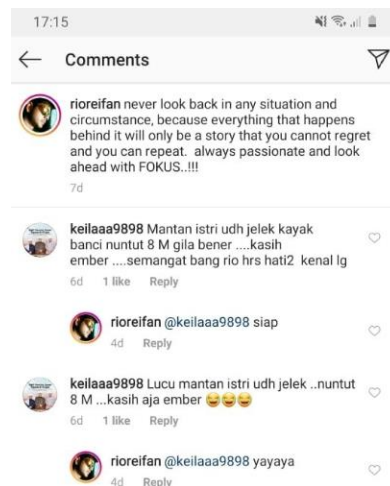 17:15
Comments
rioreifan never look back in any situation and
circumstance, because everything that happens
behind it will only be a story that you cannot regret
and you can repeat. always passionate and look
ahead with FOKUS..!!!
7d
keilaaa9898 Mantan istri udh jelek kayak
banci nuntut 8 M gila bener ....kasih
ember ....semangat bang rio hrs hati2 kenal lg
6d 1 like Reply
rioreifan @keilaaa9898 siap
4d Reply
keilaaa9898 Lucu mantan istri udh jelek ..nuntut
8 M ...kasih aja ember 😂😂😂
6d 1 like Reply
rioreifan @keilaaa9898 yayaya
4d Reply